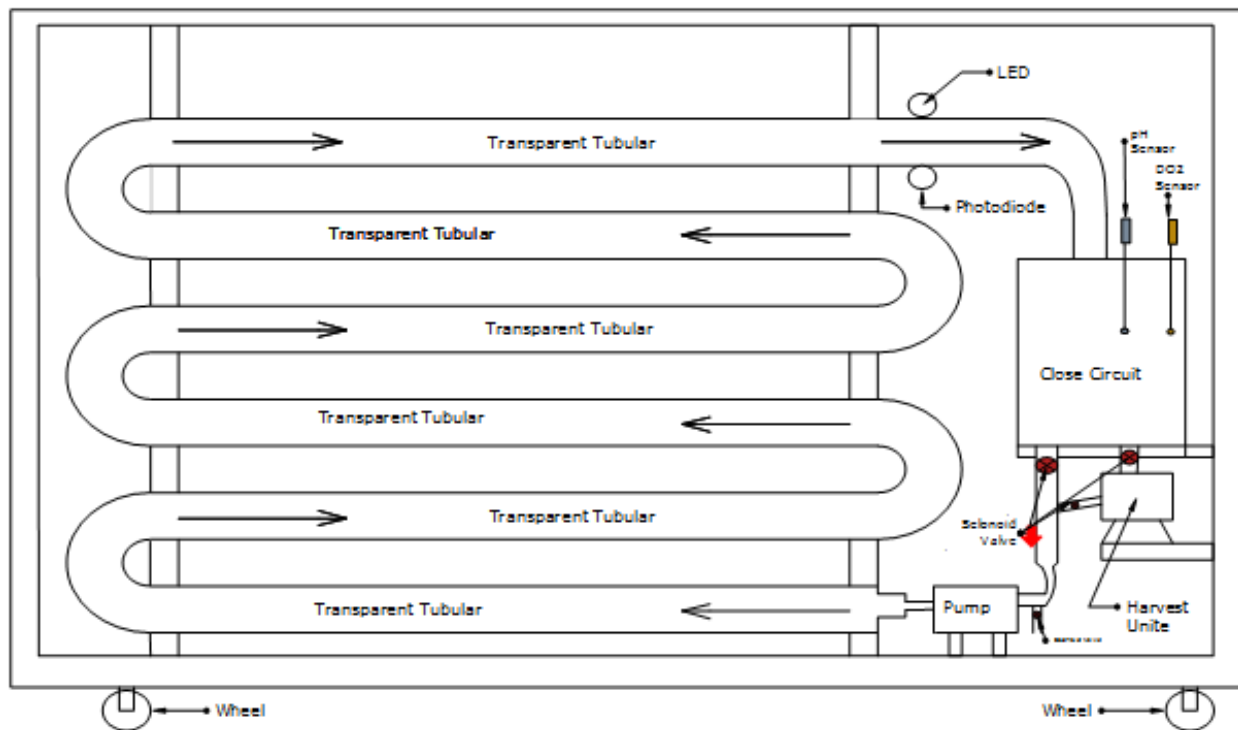 LED
Transparent Tubular
pH
Sensor
DO2
Sensor
Photodiode
Transparent Tubular
Transparent Tubular
Close Circuit
Transparent Tubular
Transparent Tubular
Selenoid
Valve
Transparent Tubular
Pump
Harvest
Unite
Wheel
Wheel